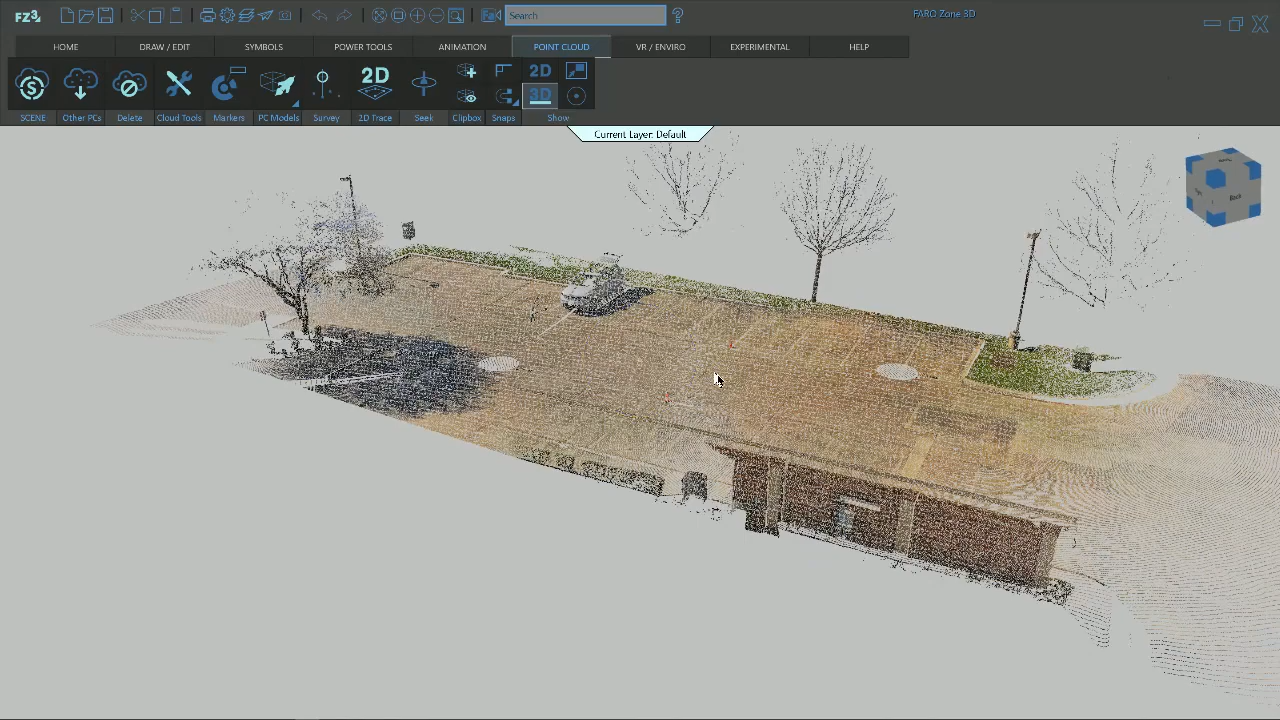 FZ3
Search
?
FARO Zone 3D
HOME
DRAW / EDIT
SYMBOLS
POWER TOOLS
ANIMATION
POINT CLOUD
VR / ENVIRO
EXPERIMENTAL
HELP
2D
2D
3D
SCENE
Other PCs
Delete
Cloud Tools
Markers
PC Models
Survey
2D Trace
Seek
Clipbox
Snaps
Show
Current Layer: Default
Back